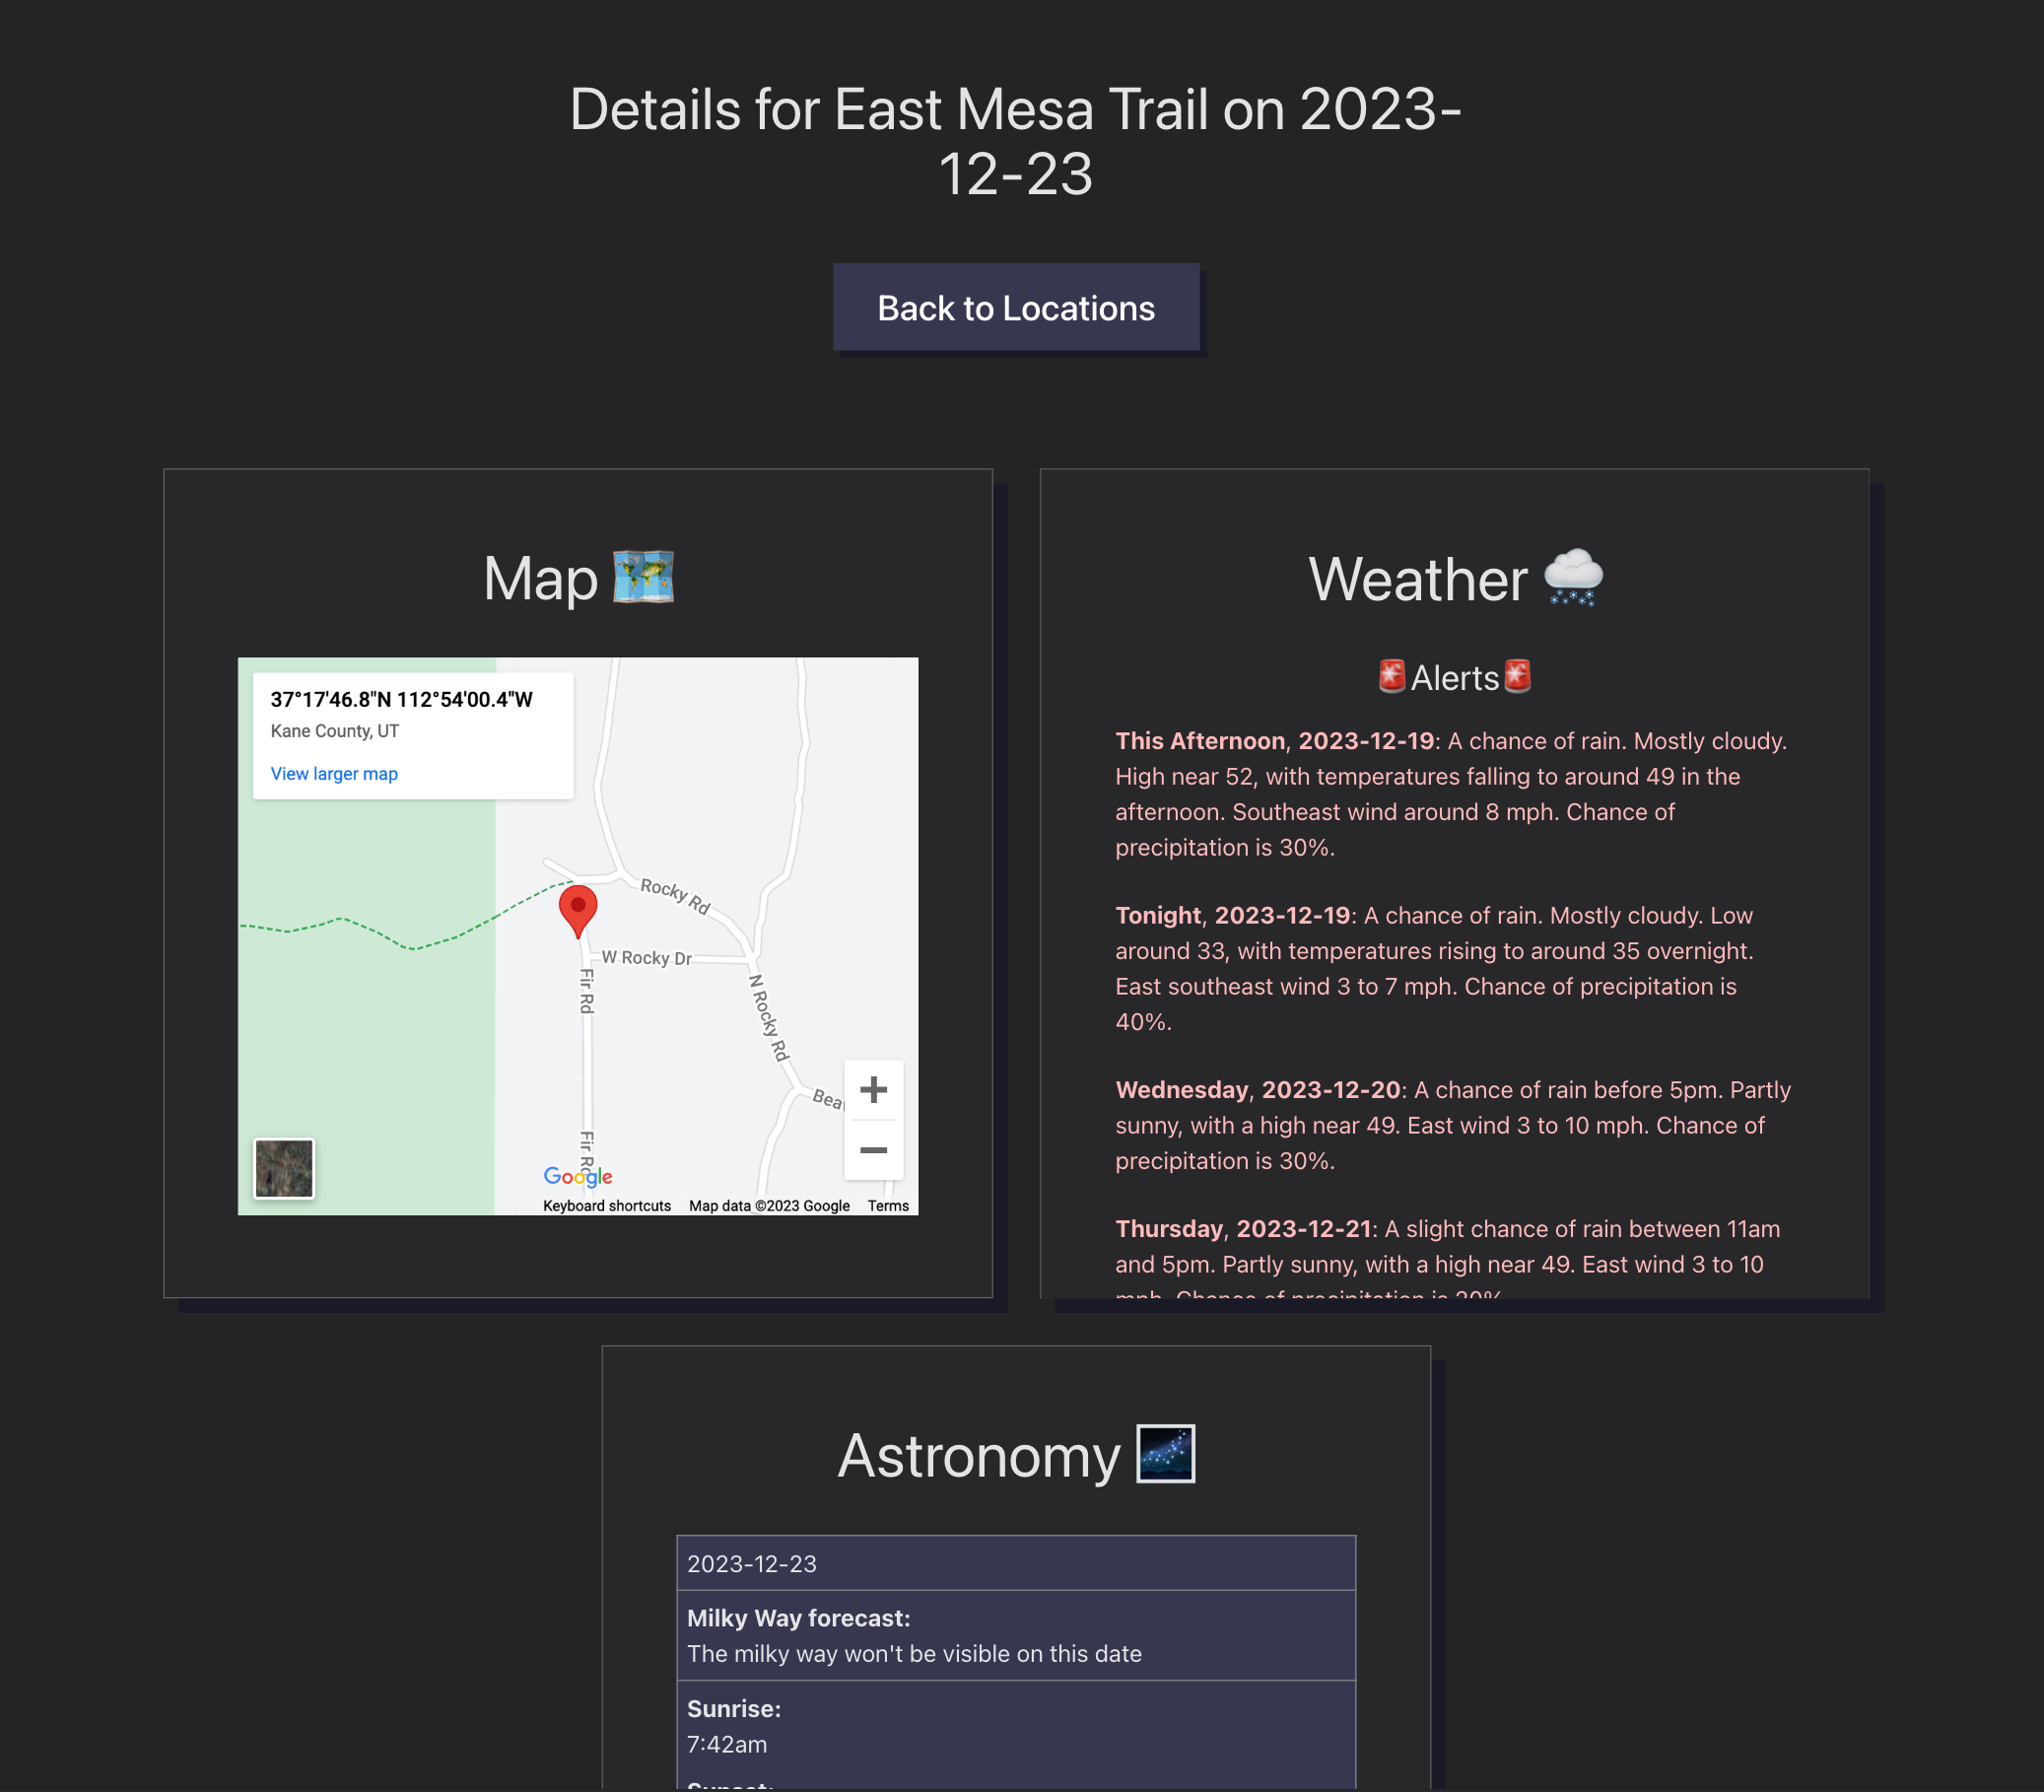 Details for East Mesa Trail on 2023-
12-23
Back to Locations
Map
37°17'46.8"N 112°54'00.4"W
Kane County, UT
View larger map
Rocky Rd
W Rocky Dr
Fir Rd
N Rocky Rd
Fir Rd
Google
Keyboard shortcuts Map data ©2023 Google Terms
Weather
Alerts
This Afternoon, 2023-12-19: A chance of rain. Mostly cloudy.
High near 52, with temperatures falling to around 49 in the
afternoon. Southeast wind around 8 mph. Chance of
precipitation is 30%.
Tonight, 2023-12-19: A chance of rain. Mostly cloudy. Low
around 33, with temperatures rising to around 35 overnight.
East southeast wind 3 to 7 mph. Chance of precipitation is
40%.
Wednesday, 2023-12-20: A chance of rain before 5pm. Partly
sunny, with a high near 49. East wind 3 to 10 mph. Chance of
precipitation is 30%.
Thursday, 2023-12-21: A slight chance of rain between 11am
and 5pm. Partly sunny, with a high near 49. East wind 3 to 10
mph. Chance of precipitation is
Astronomy
2023-12-23
Milky Way forecast:
The milky way won't be visible on this date
Sunrise:
7:42am